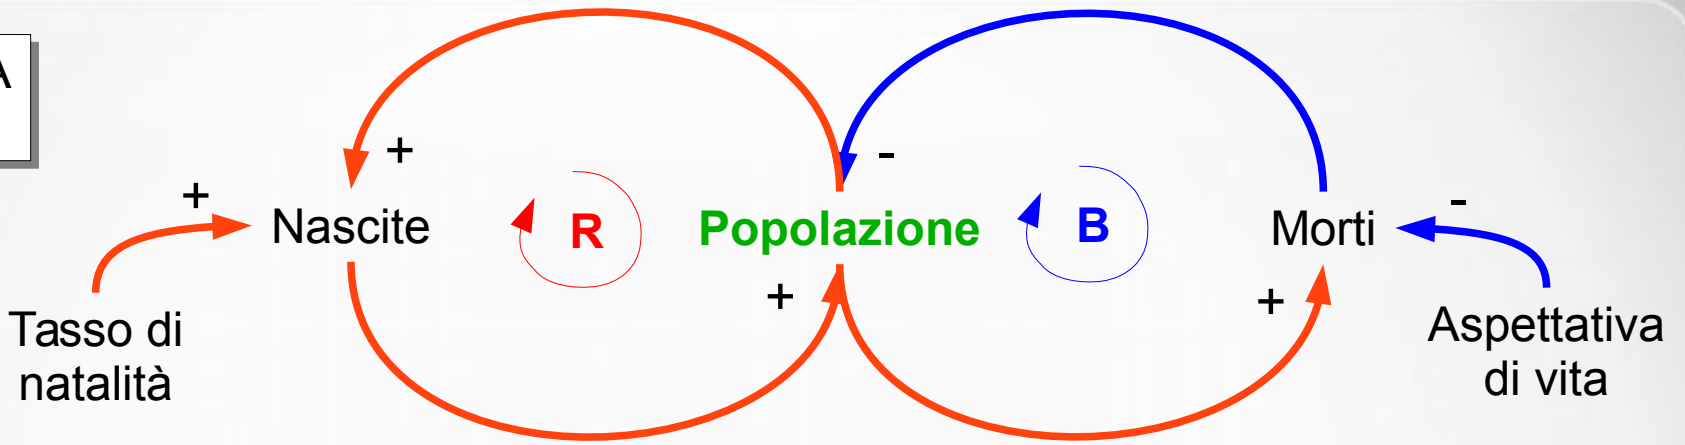 A
+
-
+
-
Nascite
R
Popolazione
B
Morti
+
+
Tasso di
natalità
Aspettativa
di vita